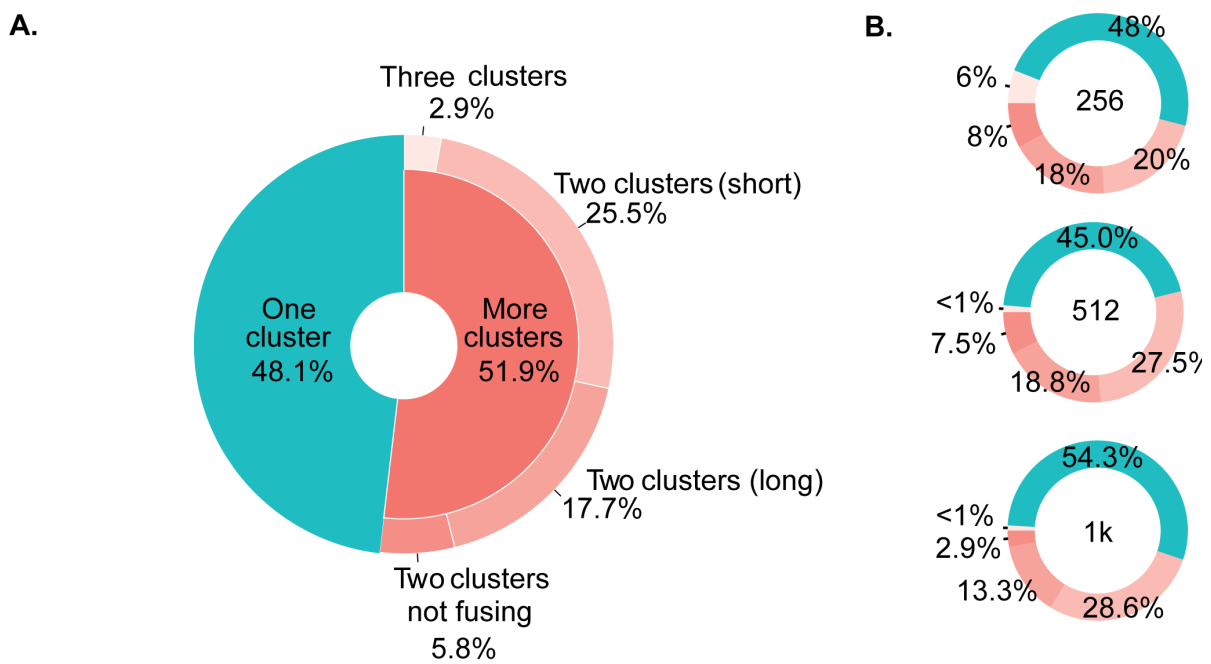 A.
Three clusters
2.9%
Two clusters (short)
25.5%
One
cluster
48.1%
More
clusters
51.9%
Two clusters (long)
17.7%
Two clusters
not fusing
5.8%
B.
48%
6%
256
8%
18%
20%
45.0%
<1%
512
7.5%
18.8%
27.5%
54.3%
<1%
1k
2.9%
13.3%
28.6%